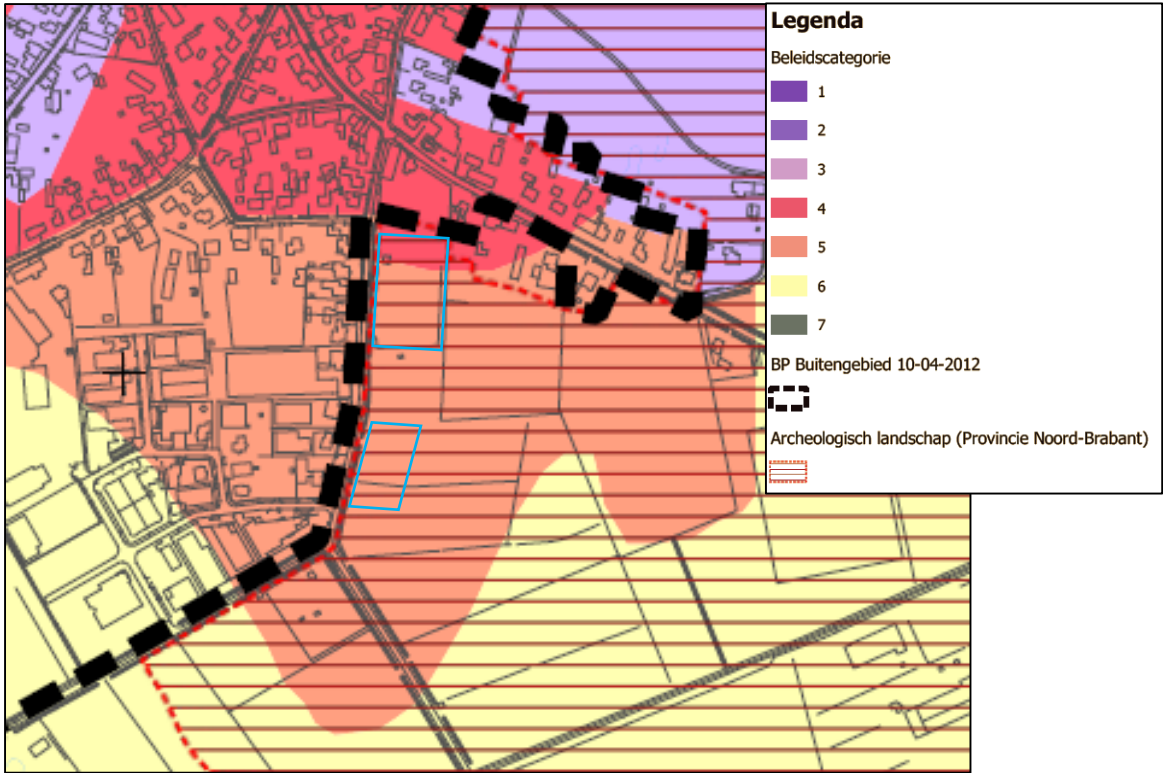 Legenda
Beleidscategorie
1
2
3
4
5
6
7
BP Buitengebied 10-04-2012
Archeologisch landschap (Provincie Noord-Brabant)